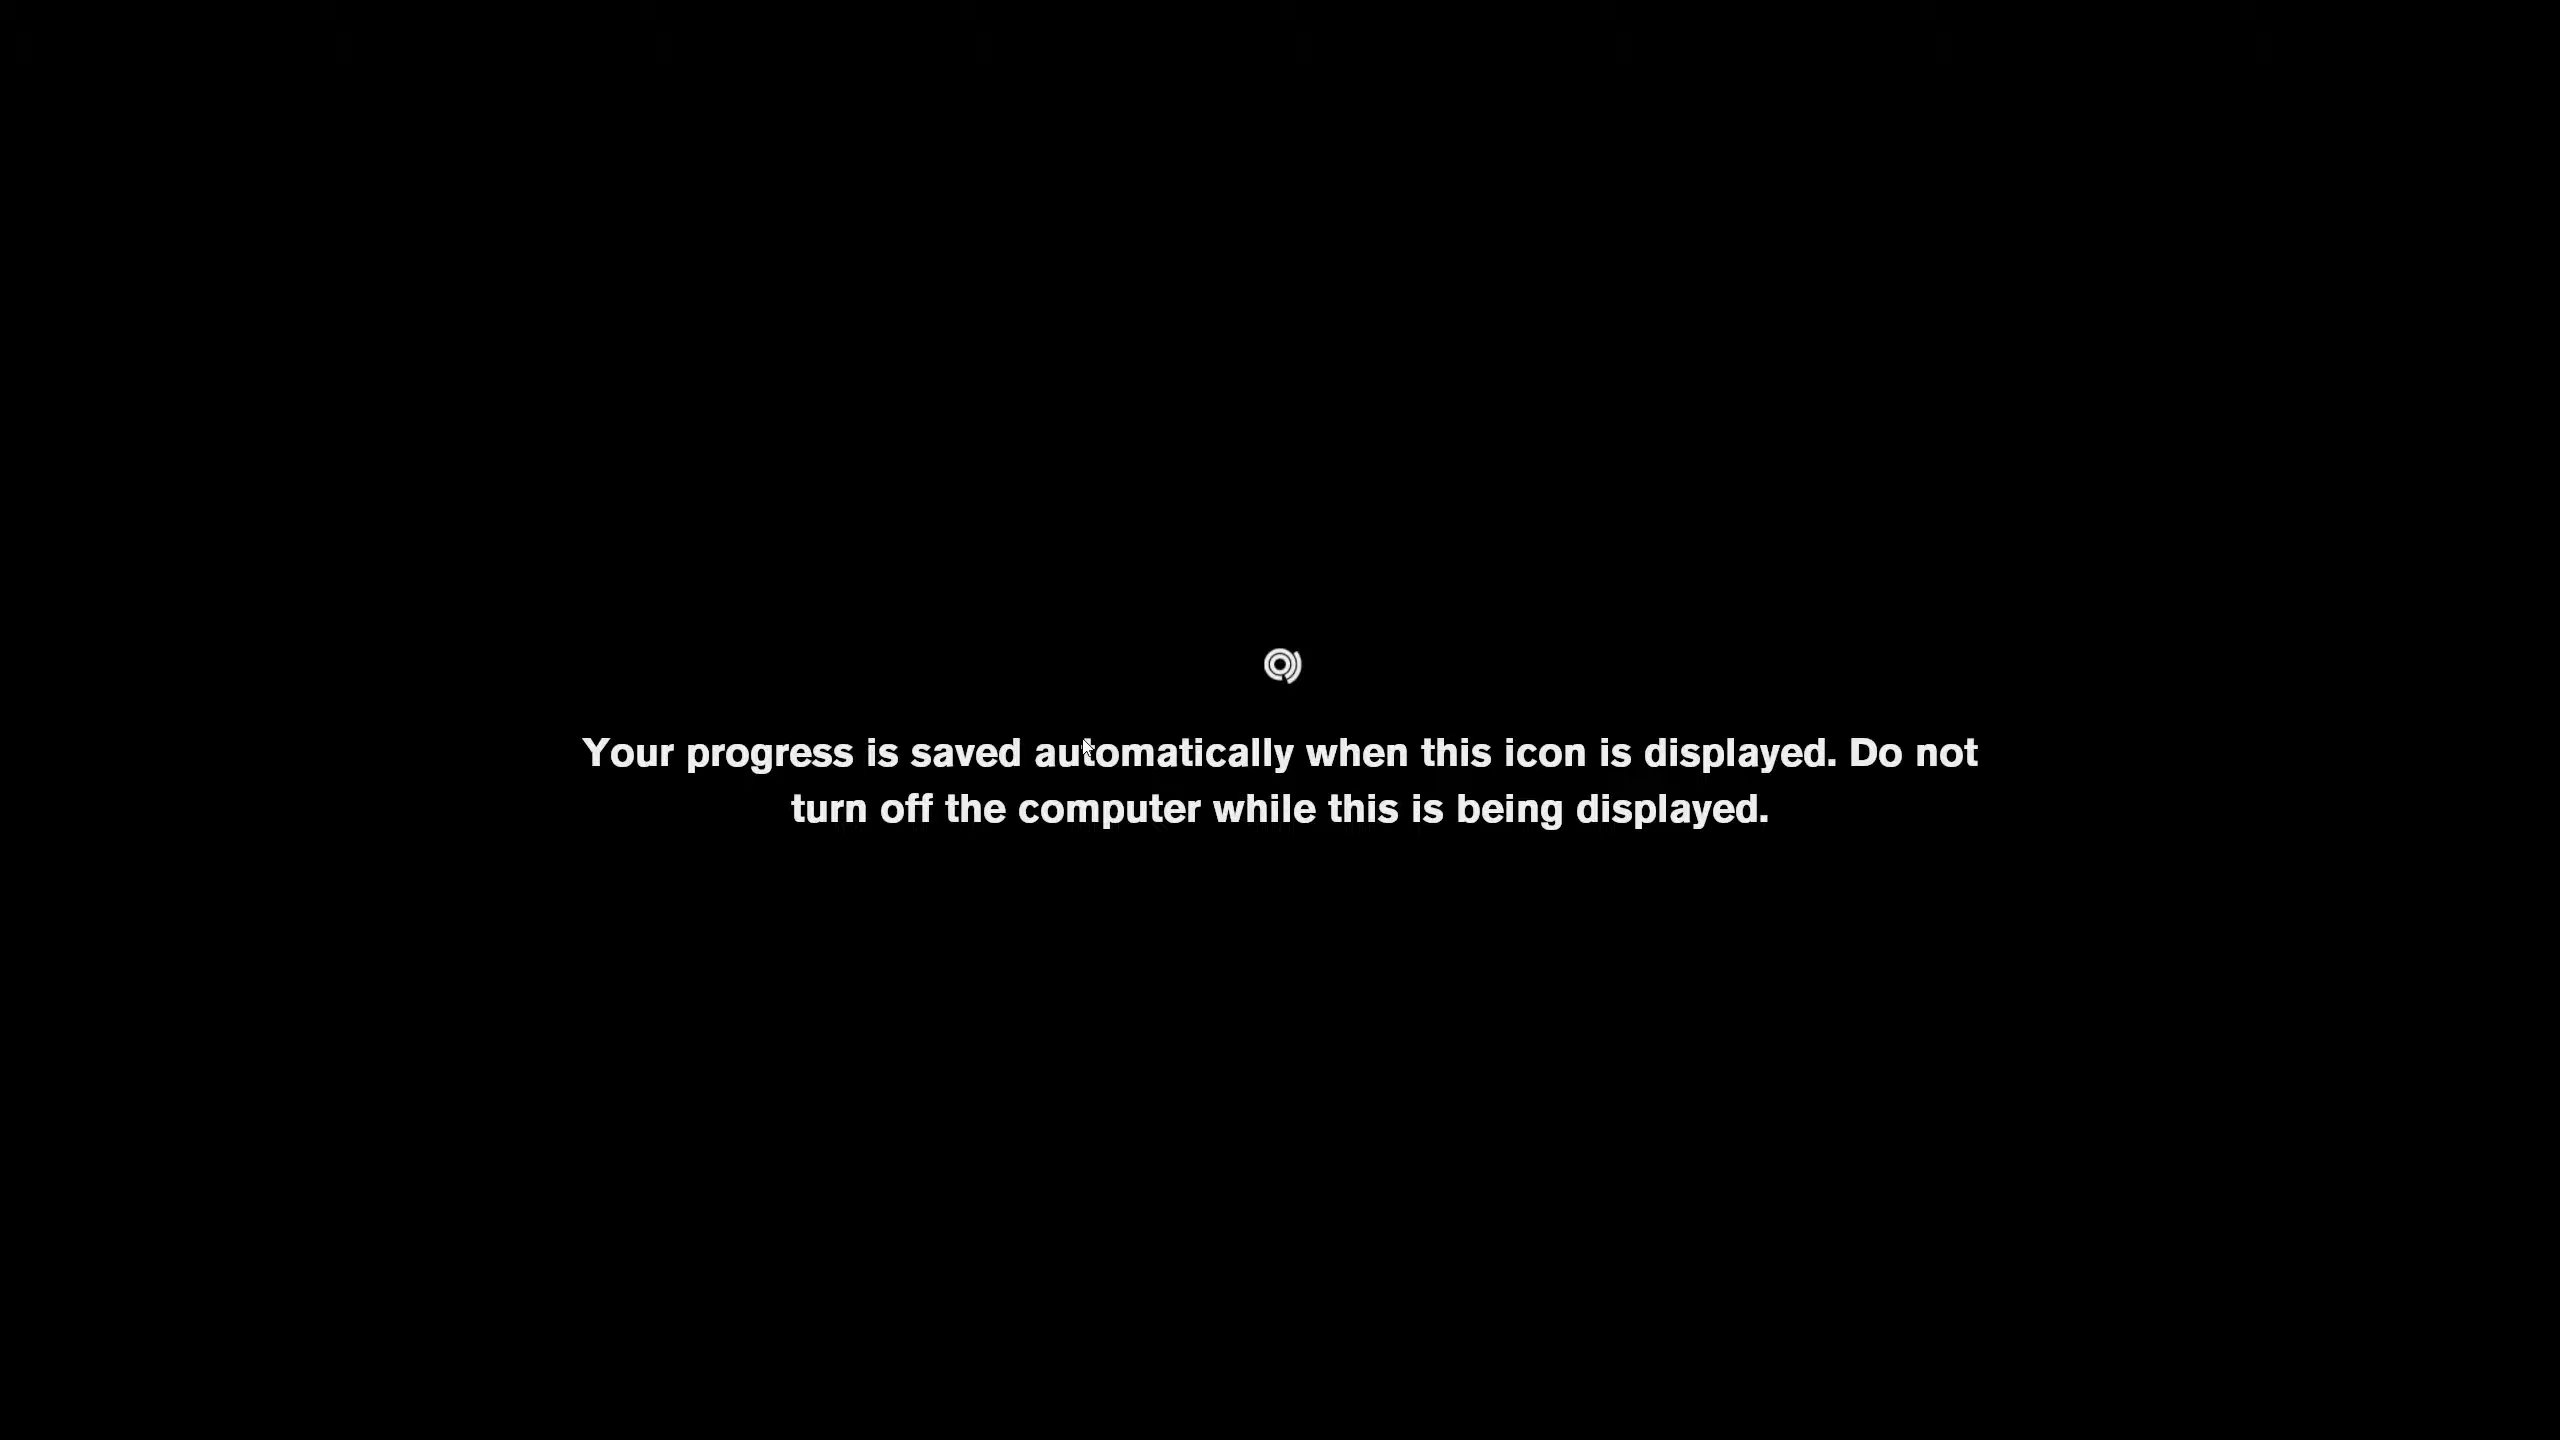 Your progress is saved automatically when this icon is displayed. Do not
turn off the computer while this is being displayed.